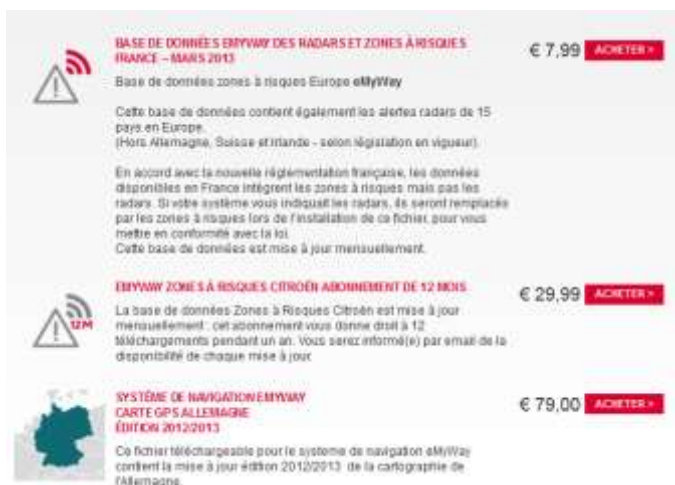 BASE DE DONNÉES EMYWAY DES RADARS ET ZONES À RISQUES
FRANCE – MARS 2013
€ 7,99 ACHETER >
Base de données zones à risques Europe eMyWay
Cette base de données contient également les alertes radars de 15
pays en Europe.
(Hors Allemagne, Suisse et Irlande - selon législation en vigueur).
En accord avec la nouvelle réglementation française, les données
disponibles en France intègrent les zones à risques mais pas les
radars. Si votre système vous indiquait les radars, ils seront remplacés
par les zones à risques lors de l'installation de ce fichier, pour vous
mettre en conformité avec la loi.
Cette base de données est mise à jour mensuellement.
EMYWAY ZONES À RISQUES CITROËN ABONNEMENT DE 12 MOIS
€ 29,99 ACHETER >
12M
La base de données Zones à Risques Citroën est mise à jour
mensuellement : cet abonnement vous donne droit à 12
téléchargements pendant un an. Vous serez informé(e) par email de la
disponibilité de chaque mise à jour.
SYSTÈME DE NAVIGATION EMYWAY
CARTE GPS ALLEMAGNE
ÉDITION 2012/2013
€ 79,00 ACHETER >
Ce fichier téléchargeable pour le systeme de navigation eMyWay
contient la mise à jour édition 2012/2013 de la cartographie de
l'Allemagne.